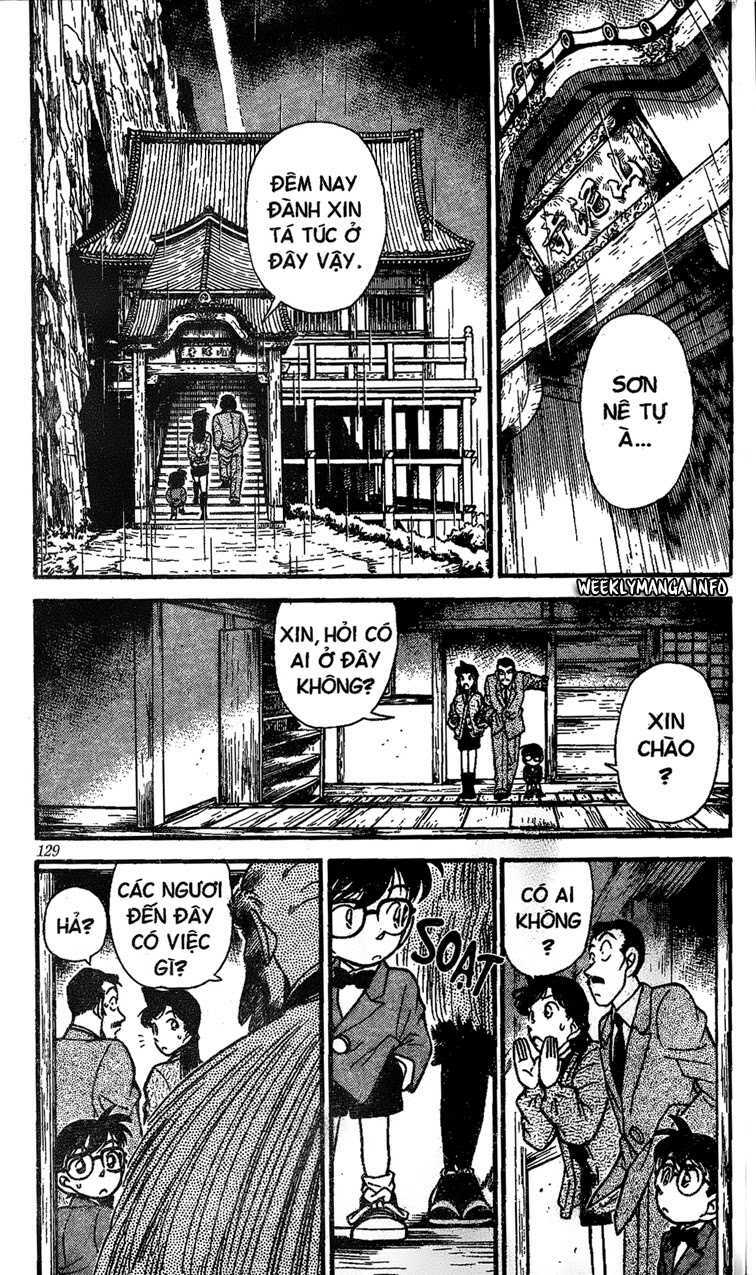 SƠN
NÊ TỰ
À...
ĐÊM NAY
ĐÀNH XIN
TÁ TÚC Ở
ĐÂY VẬY.
WEEKLYMANGA.INFO
XIN
CHÀO
?
XIN, HỎI CÓ
AI Ở ĐÂY
KHÔNG?
129
CÓ AI
KHÔNG
?
SOẠT
CÁC NGƯƠI
ĐẾN ĐÂY
CÓ VIỆC
GÌ?
HẢ?